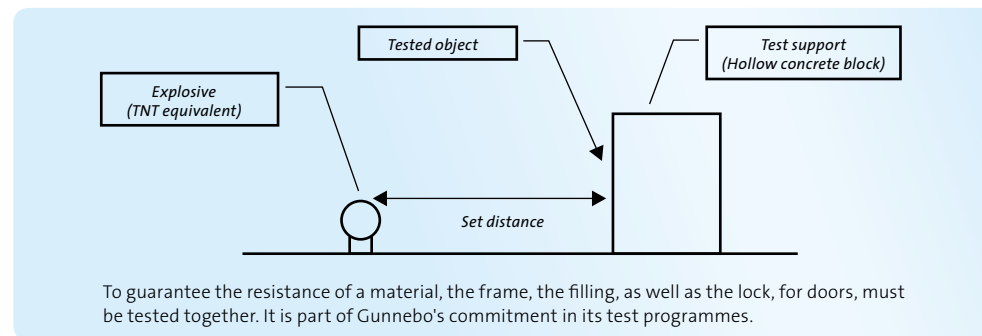 Tested object
Test support
(Hollow concrete block)
Explosive
(TNT equivalent)
Set distance
To guarantee the resistance of a material, the frame, the filling, as well as the lock, for doors, must
be tested together. It is part of Gunnebo's commitment in its test programmes.